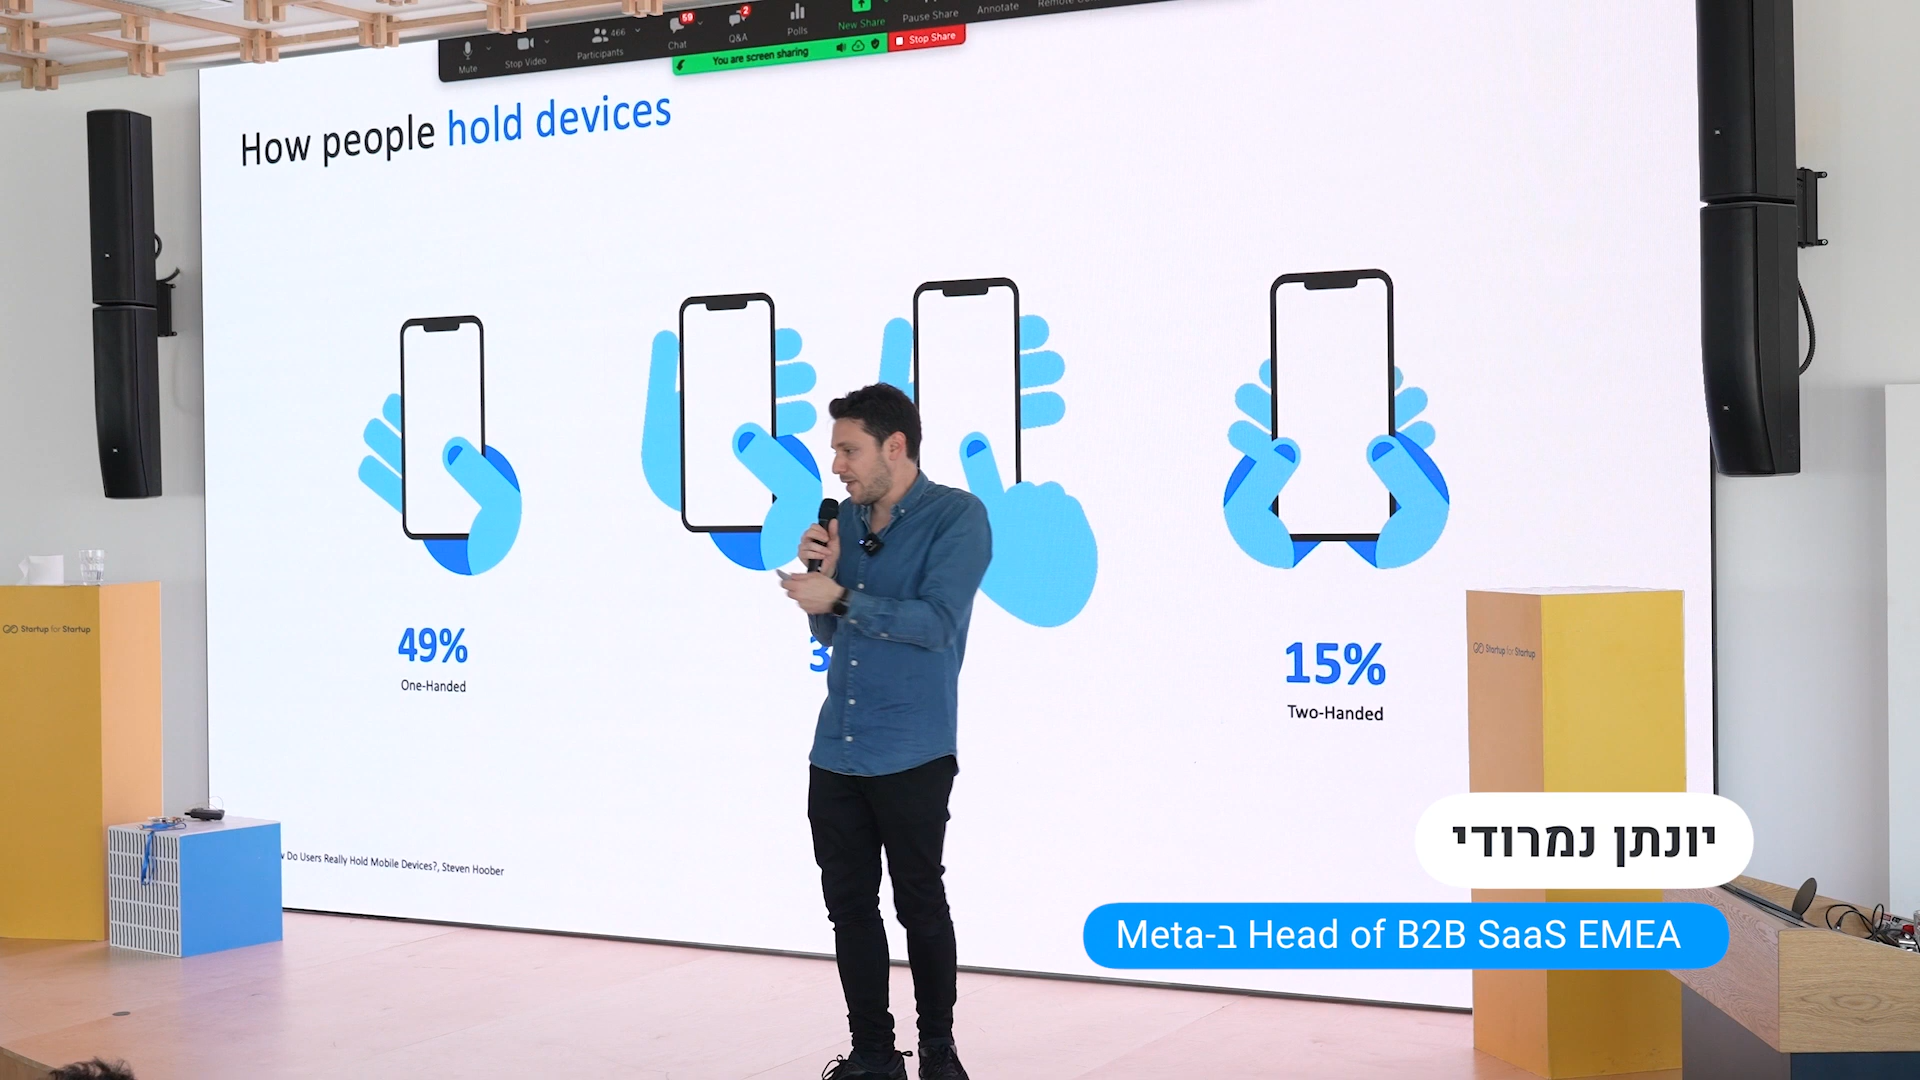 Mute
Stop Video
466
Participants
59
Chat
2
Q&A
Polls
New Share
Pause Share
Annotate
You are screen sharing
Stop Share
How people hold devices
49%
One-Handed
3
15%
Two-Handed
Do Users Really Hold Mobile Devices?, Steven Hoober
Startup for Startup
Startup for Startup
יונתן נמרודי
Head of B2B SaaS EMEA ב-Meta